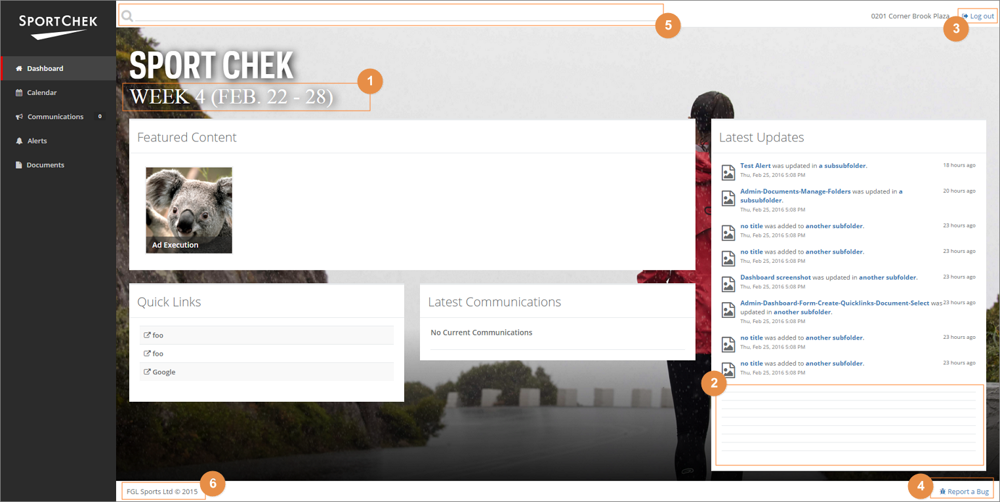 SPORTCHEK
Dashboard
Calendar
Communications 0
Alerts
Documents
5
0201 Corner Brook Plaza
Log out
3
SPORT CHEK
WEEK 4 (FEB. 22 - 28)
1
Featured Content
Ad Execution
Quick Links
foo
foo
Google
Latest Communications
No Current Communications
Latest Updates
Test Alert was updated in a subsubfolder. 18 hours ago
Thu, Feb 25, 2016 5:08 PM
Admin-Documents-Manage-Folders was updated in a 20 hours ago
subsubfolder.
Thu, Feb 25, 2016 5:08 PM
no title was added to another subfolder. 23 hours ago
Thu, Feb 25, 2016 5:08 PM
no title was added to another subfolder. 23 hours ago
Thu, Feb 25, 2016 5:08 PM
Dashboard screenshot was updated in another subfolder. 23 hours ago
Thu, Feb 25, 2016 5:08 PM
Admin-Dashboard-Form-Create-Quicklinks-Document-Select was 23 hours ago
updated in another subfolder.
Thu, Feb 25, 2016 5:08 PM
no title was added to another subfolder. 23 hours ago
Thu, Feb 25, 2016 5:08 PM
no title was added to another subfolder. 23 hours ago
Thu, Feb 25, 2016 5:08 PM
2
FGL Sports Ltd © 2015
6
4
Report a Bug